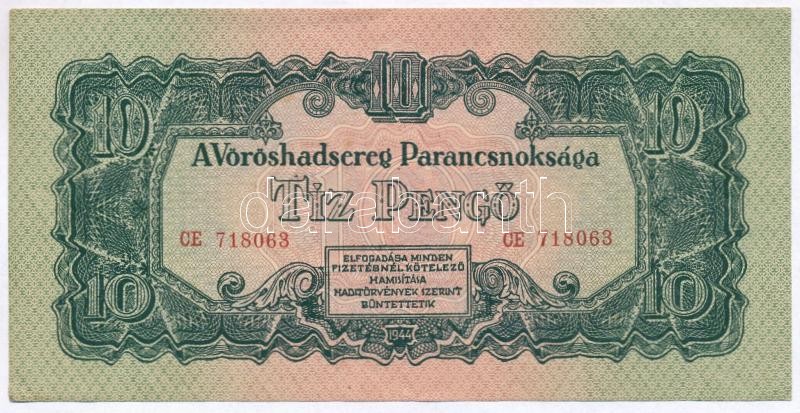 10
10 10
A Vöröshadsereg Parancsnoksága
Tíz Pengő
darabanth
CE 718063 CE 718063
ELFOGADÁSA MINDEN
FIZETÉSNÉL KÖTELEZŐ
HAMISÍTÁSA
HADITÖRVÉNYEK SZERINT
BÜNTETTETIK
10 10
1944